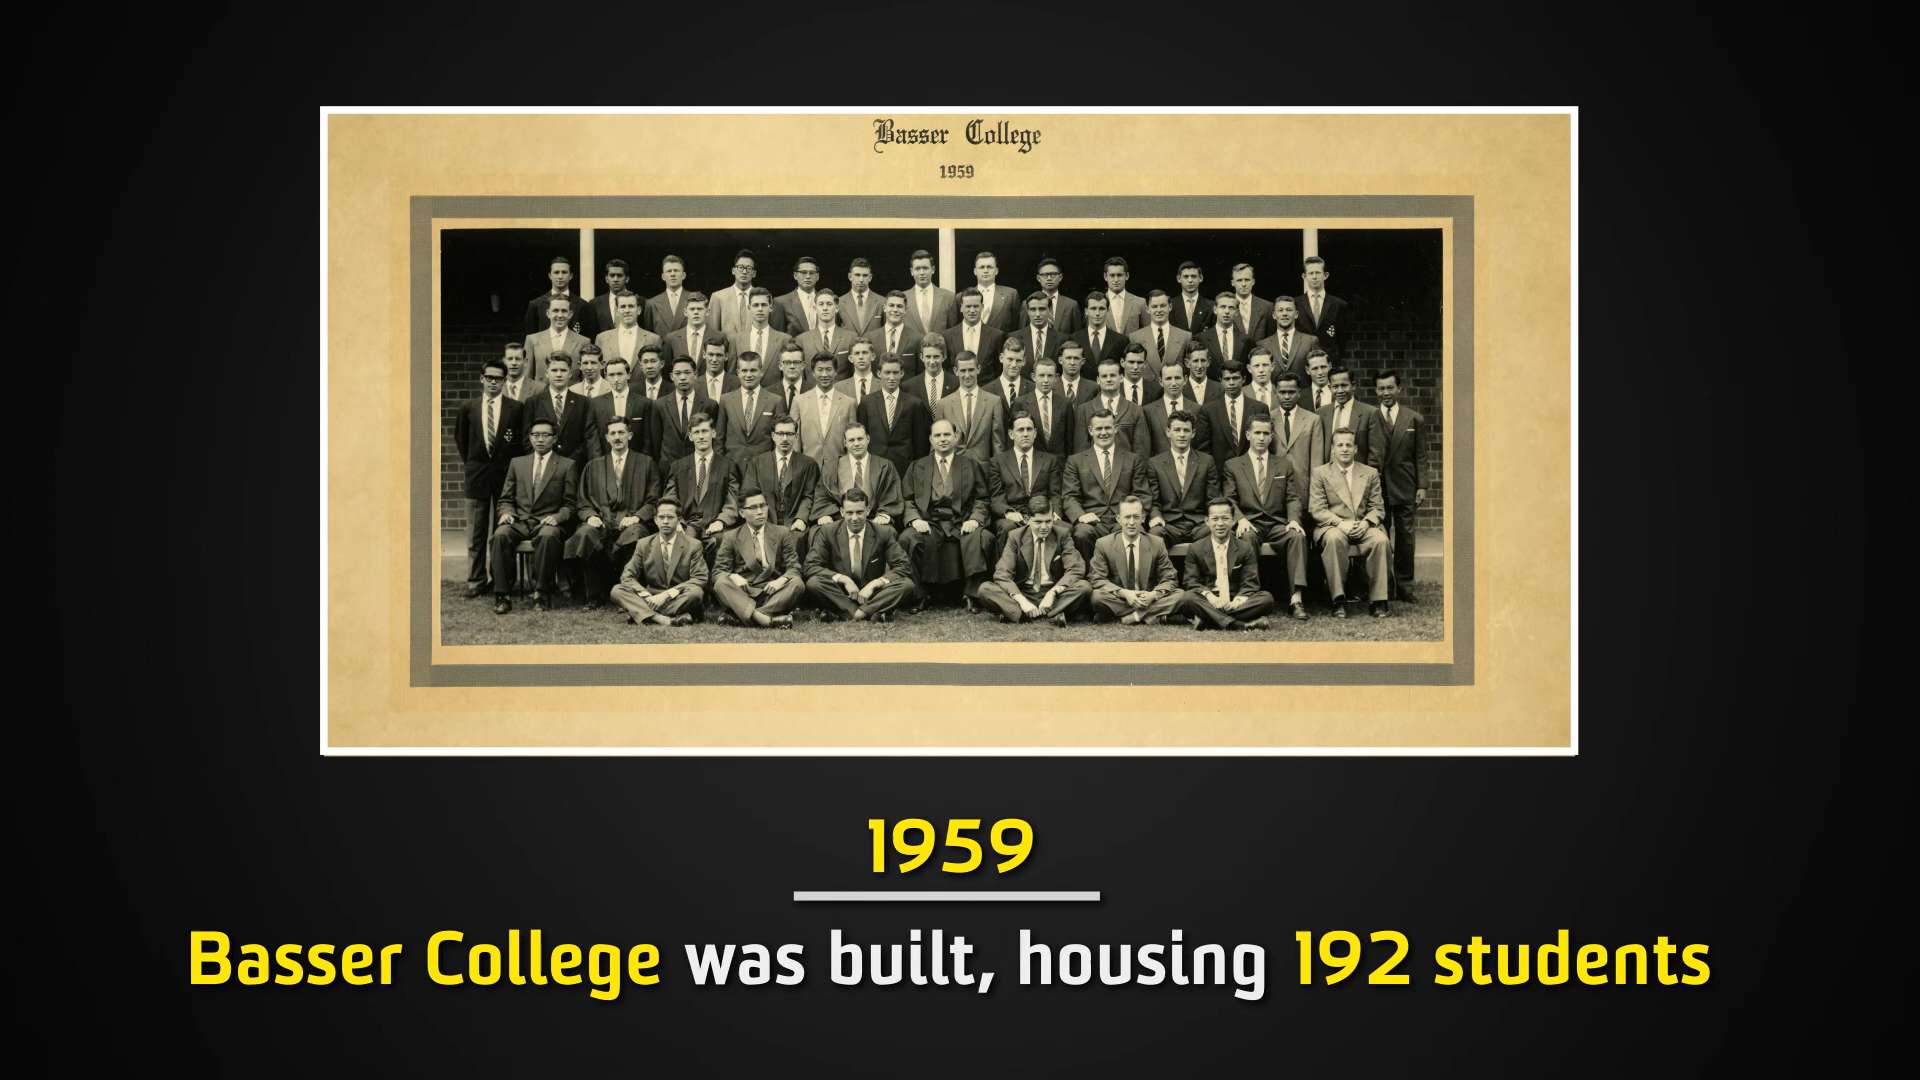 Basser College
1959
1959
Basser College was built, housing 192 students